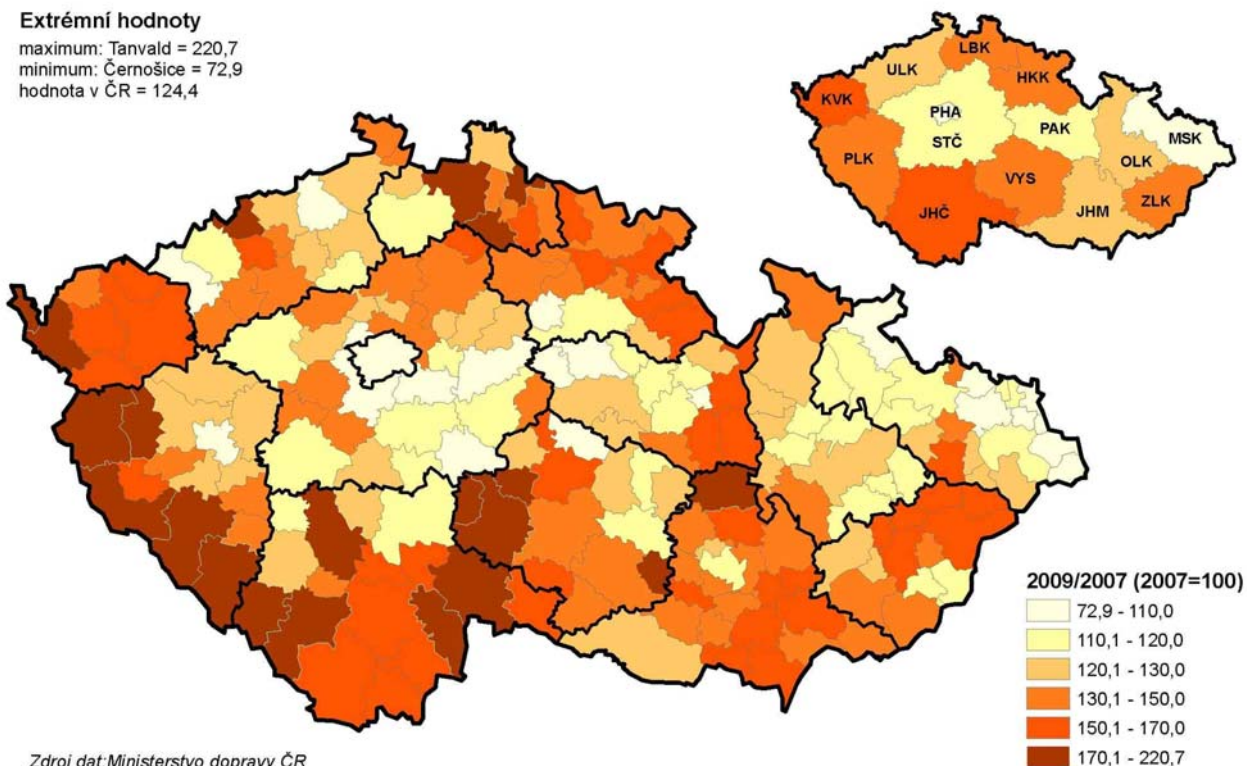 Extrémní hodnoty
maximum: Tanvald = 220,7
minimum: Černošice = 72,9
hodnota v ČR = 124,4
LBK
ULK
HKK
KVK
PHA
STČ
PAK
MSK
PLK
OLK
VYS
JHČ
JHM
ZLK
2009/2007 (2007=100)
72,9 - 110,0
110,1 - 120,0
120,1 - 130,0
130,1 - 150,0
150,1 - 170,0
170,1 - 220,7
Zdroj dat:Ministerstvo dopravy ČR